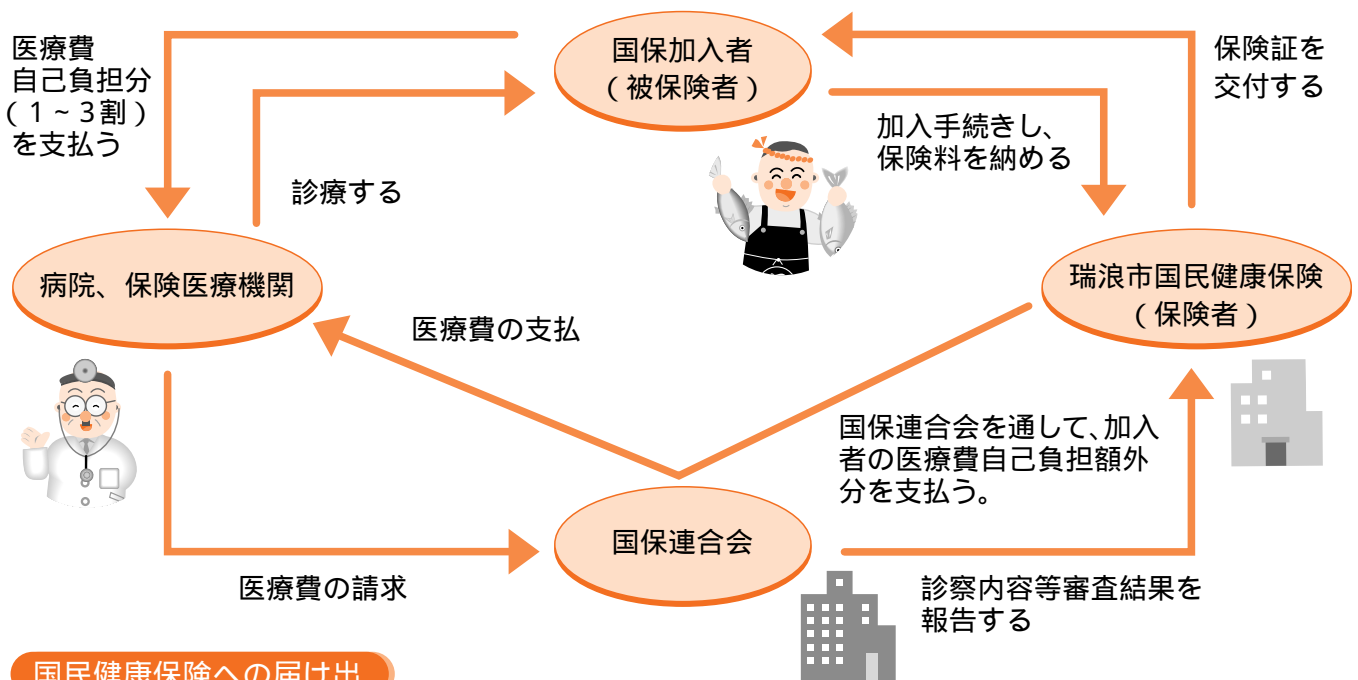 医療費
自己負担分
（１～３割）
を支払う
国保加入者
（被保険者）
保険証を
交付する
加入手続きし、
保険料を納める
診療する
病院、保険医療機関
瑞浪市国民健康保険
（保険者）
医療費の支払
国保連合会を通して、加入
者の医療費自己負担額外
分を支払う。
国保連合会
医療費の請求
診察内容等審査結果を
報告する
国民健康保険への届け出